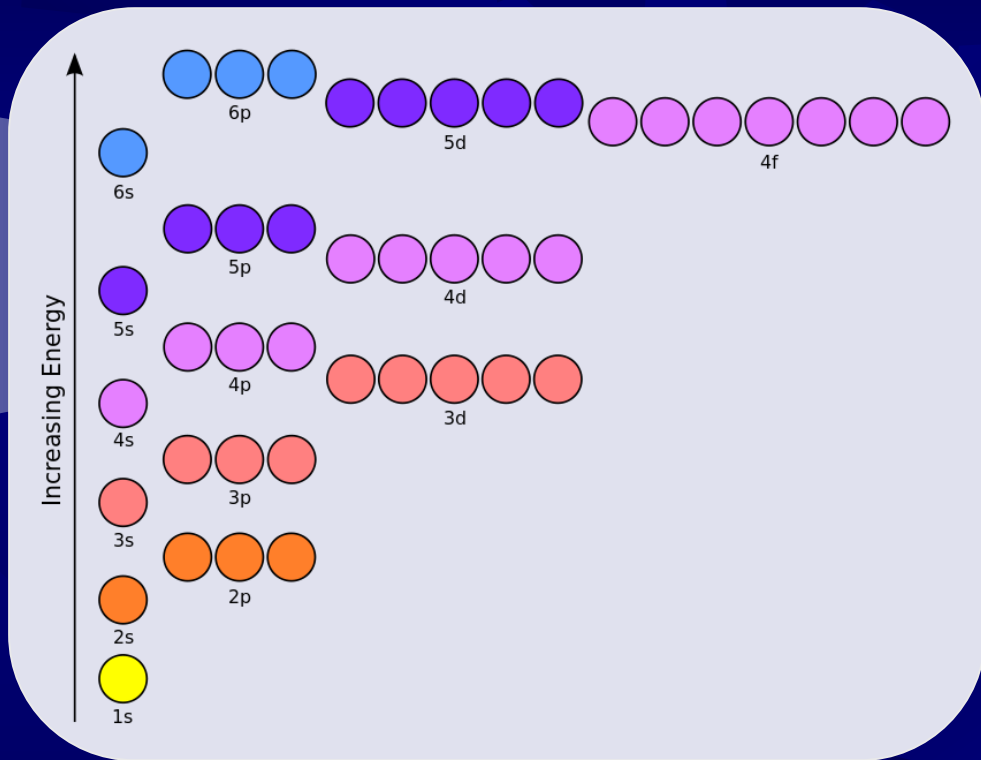 6p
5d
4f
6s
5p
4d
5s
4p
3d
4s
3p
3s
2p
2s
1s
Increasing Energy